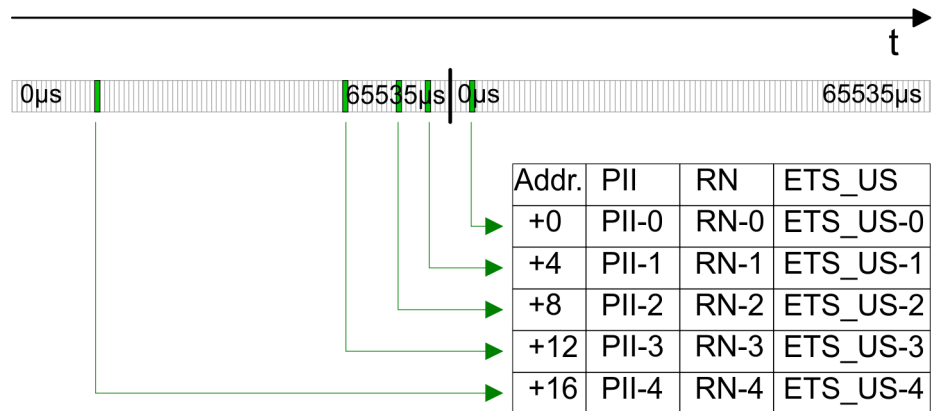 t
0µs 65535µs 0µs 65535µs
Addr. PII RN ETS_US
+0 PII-0 RN-0 ETS_US-0
+4 PII-1 RN-1 ETS_US-1
+8 PII-2 RN-2 ETS_US-2
+12 PII-3 RN-3 ETS_US-3
+16 PII-4 RN-4 ETS_US-4